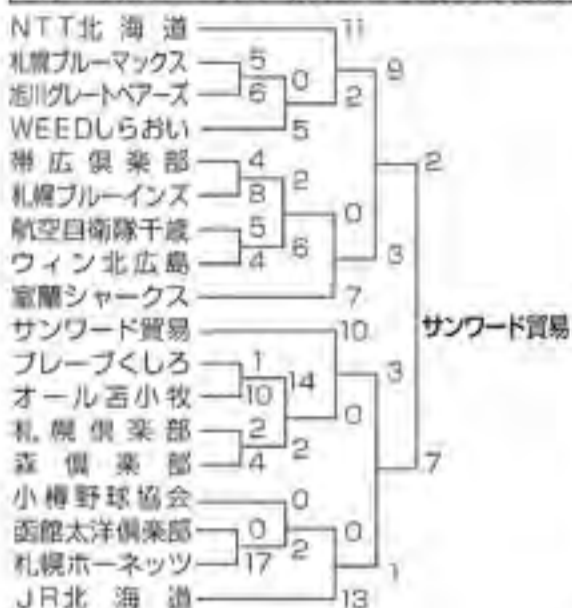 NTT北海道 11
札幌ブルーマックス 5 0 9
旭川グレートベアーズ 6 2
WEEDしらおい 5
帯広倶楽部 4 2 2
札幌ブルーインズ 8 0
航空自衛隊千歳 5 6 3
ウィン北広島 4
室蘭シャークス 7
サンワード貿易 10 サンワード貿易
ブレーブくしろ 1 14 3
オール苫小牧 10 0
札幌倶楽部 2 2
森倶楽部 4 7
小樽野球協会 0
函館太洋倶楽部 0 2 0
札幌ホーネッツ 17 1
JR北海道 13